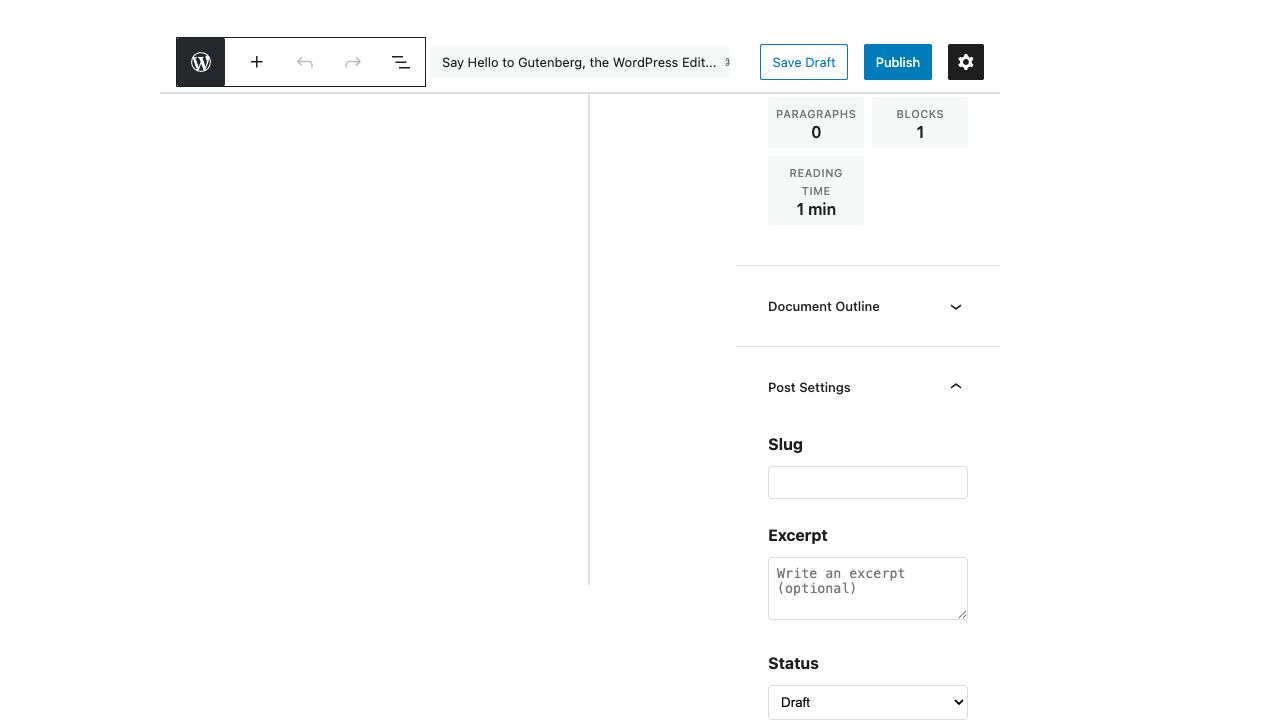 Say Hello to Gutenberg, the WordPress Edit...
Save Draft
Publish
PARAGRAPHS
0
BLOCKS
1
READING
TIME
1 min
Document Outline
Post Settings
Slug
Excerpt
Write an excerpt
(optional)
Status
Draft